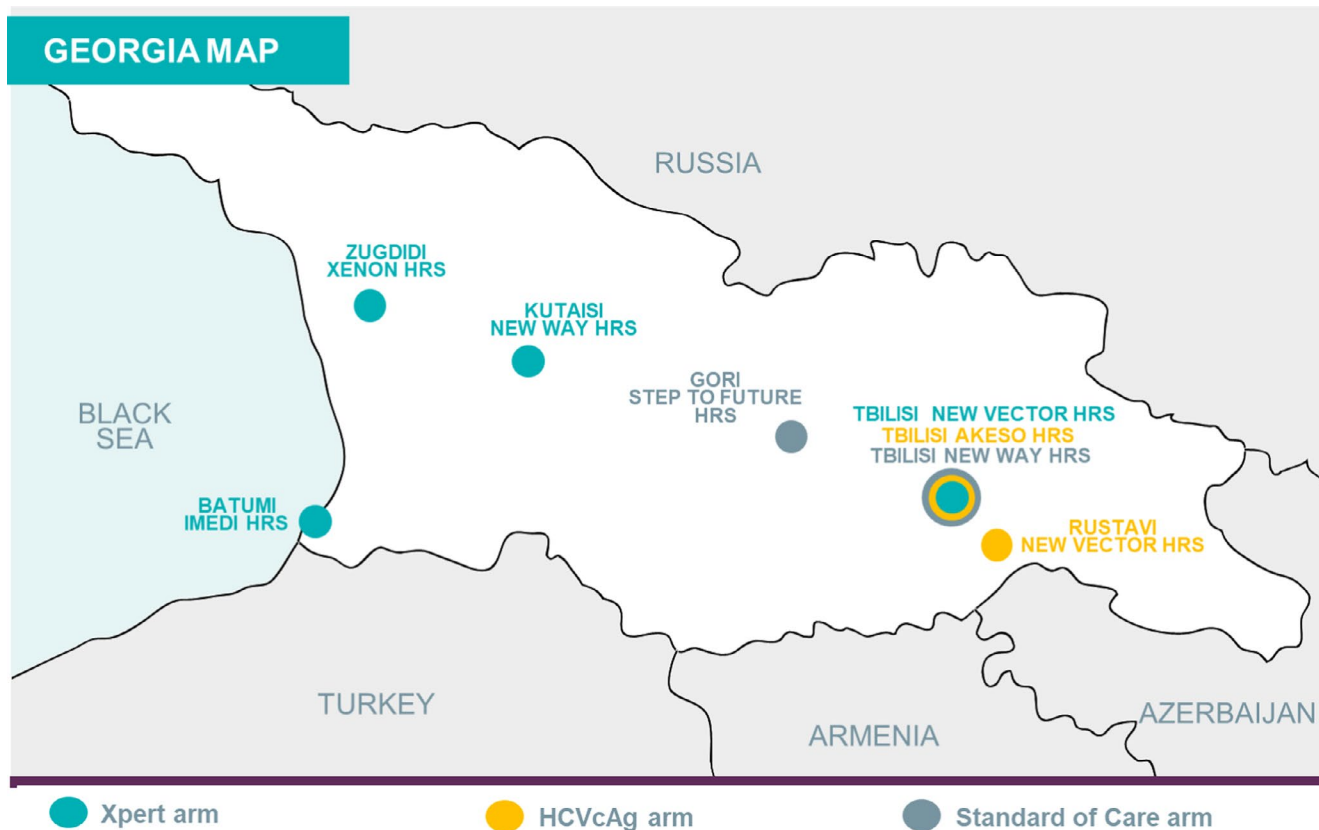 GEORGIA MAP
RUSSIA
ZUGDIDI
XENON HRS
KUTAISI
NEW WAY HRS
GORI
STEP TO FUTURE
HRS
BLACK
SEA
TBILISI NEW VECTOR HRS
TBILISI AKESO HRS
TBILISI NEW WAY HRS
BATUMI
IMEDI HRS
RUSTAVI
NEW VECTOR HRS
TURKEY
ARMENIA
AZERBAIJAN
Xpert arm
HCVcAg arm
Standard of Care arm